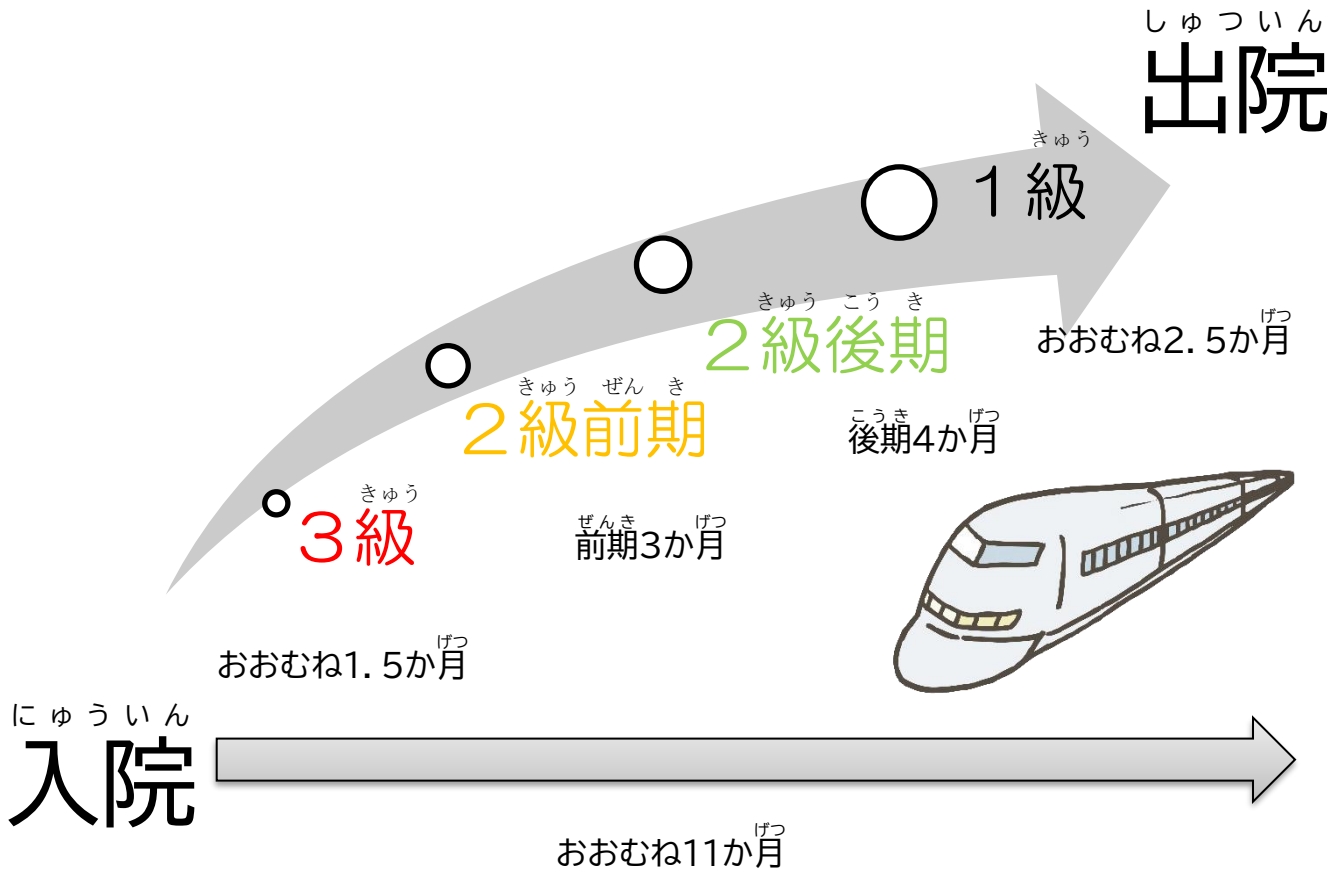 しゅついん
出院
きゅう
１級
きゅう こう き
２級後期
げつ
おおむね2．5か月
きゅう ぜん き
２級前期
こうき げつ
後期4か月
きゅう
３級
ぜんき げつ
前期3か月
げつ
おおむね1．5か月
にゅういん
入院
げつ
おおむね11か月